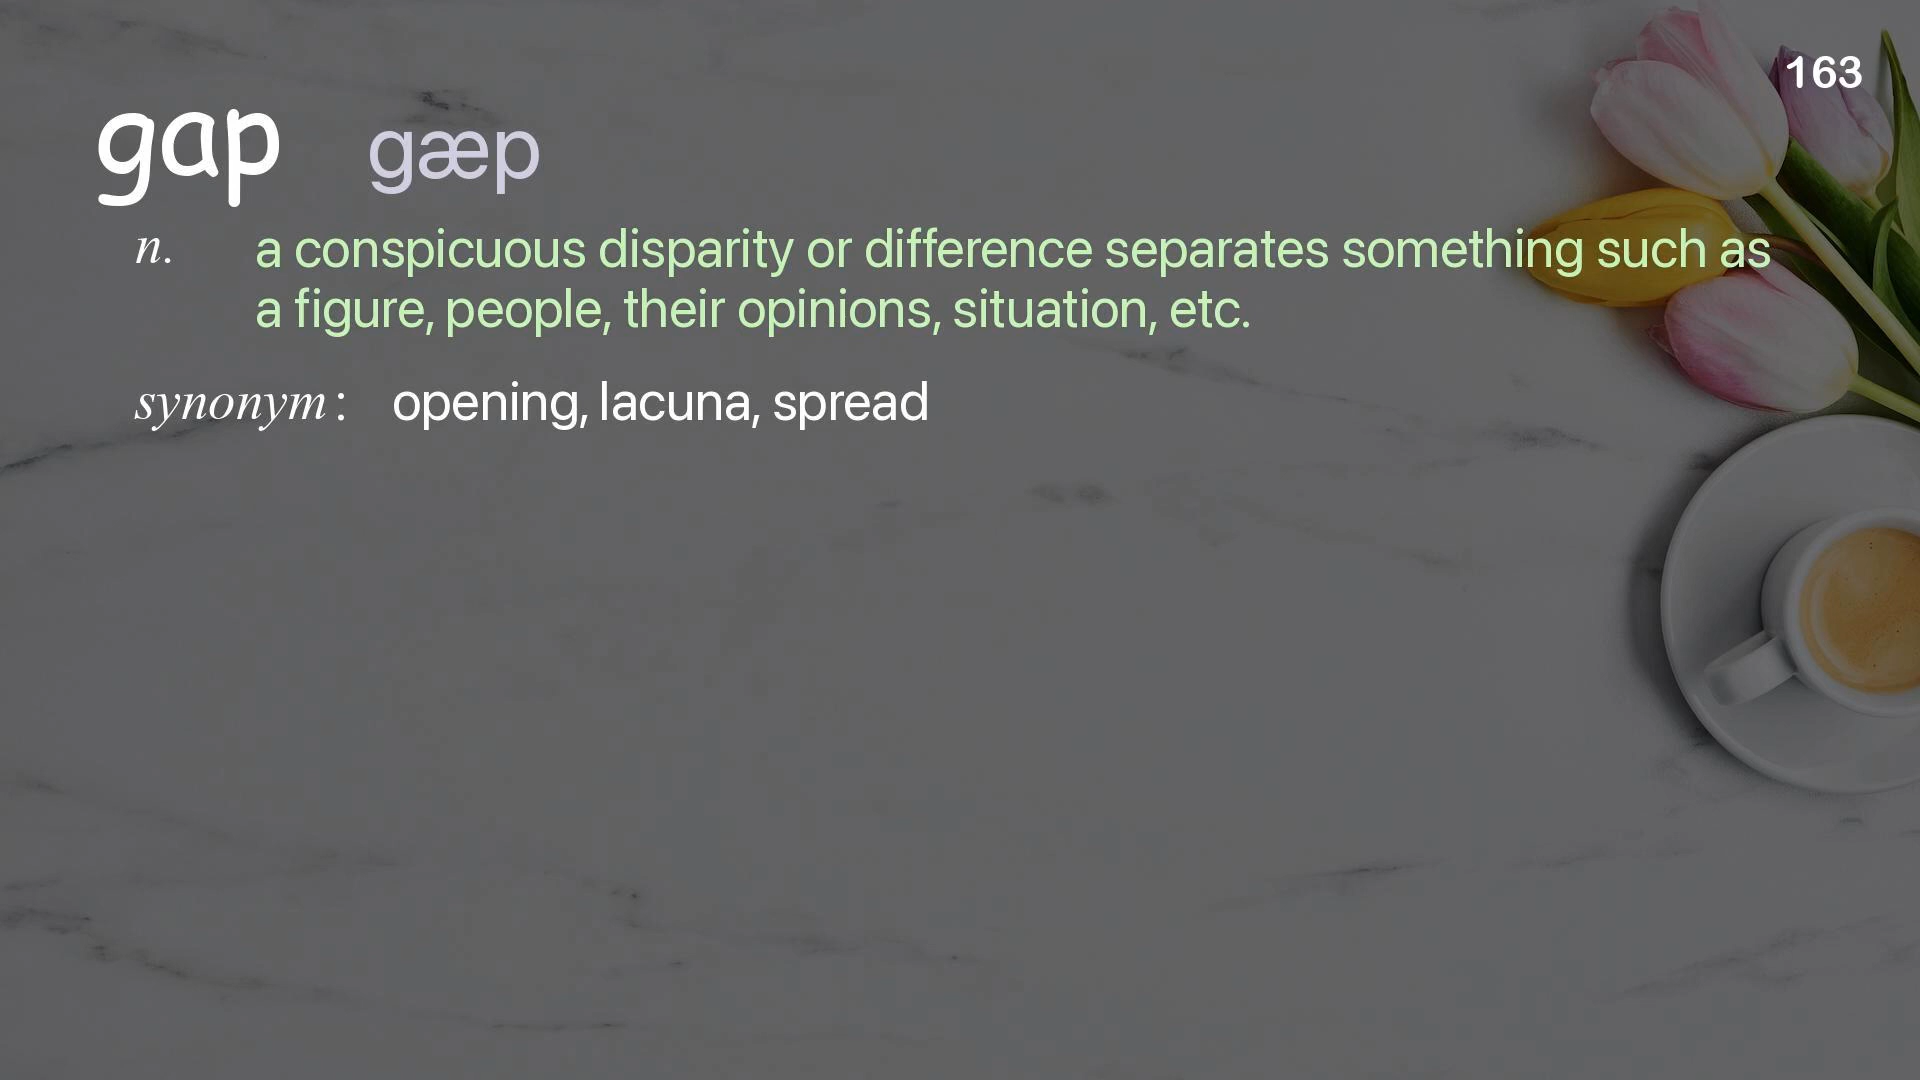 163
gap gæp
n. a conspicuous disparity or difference separates something such as
a figure, people, their opinions, situation, etc.
synonym: opening, lacuna, spread